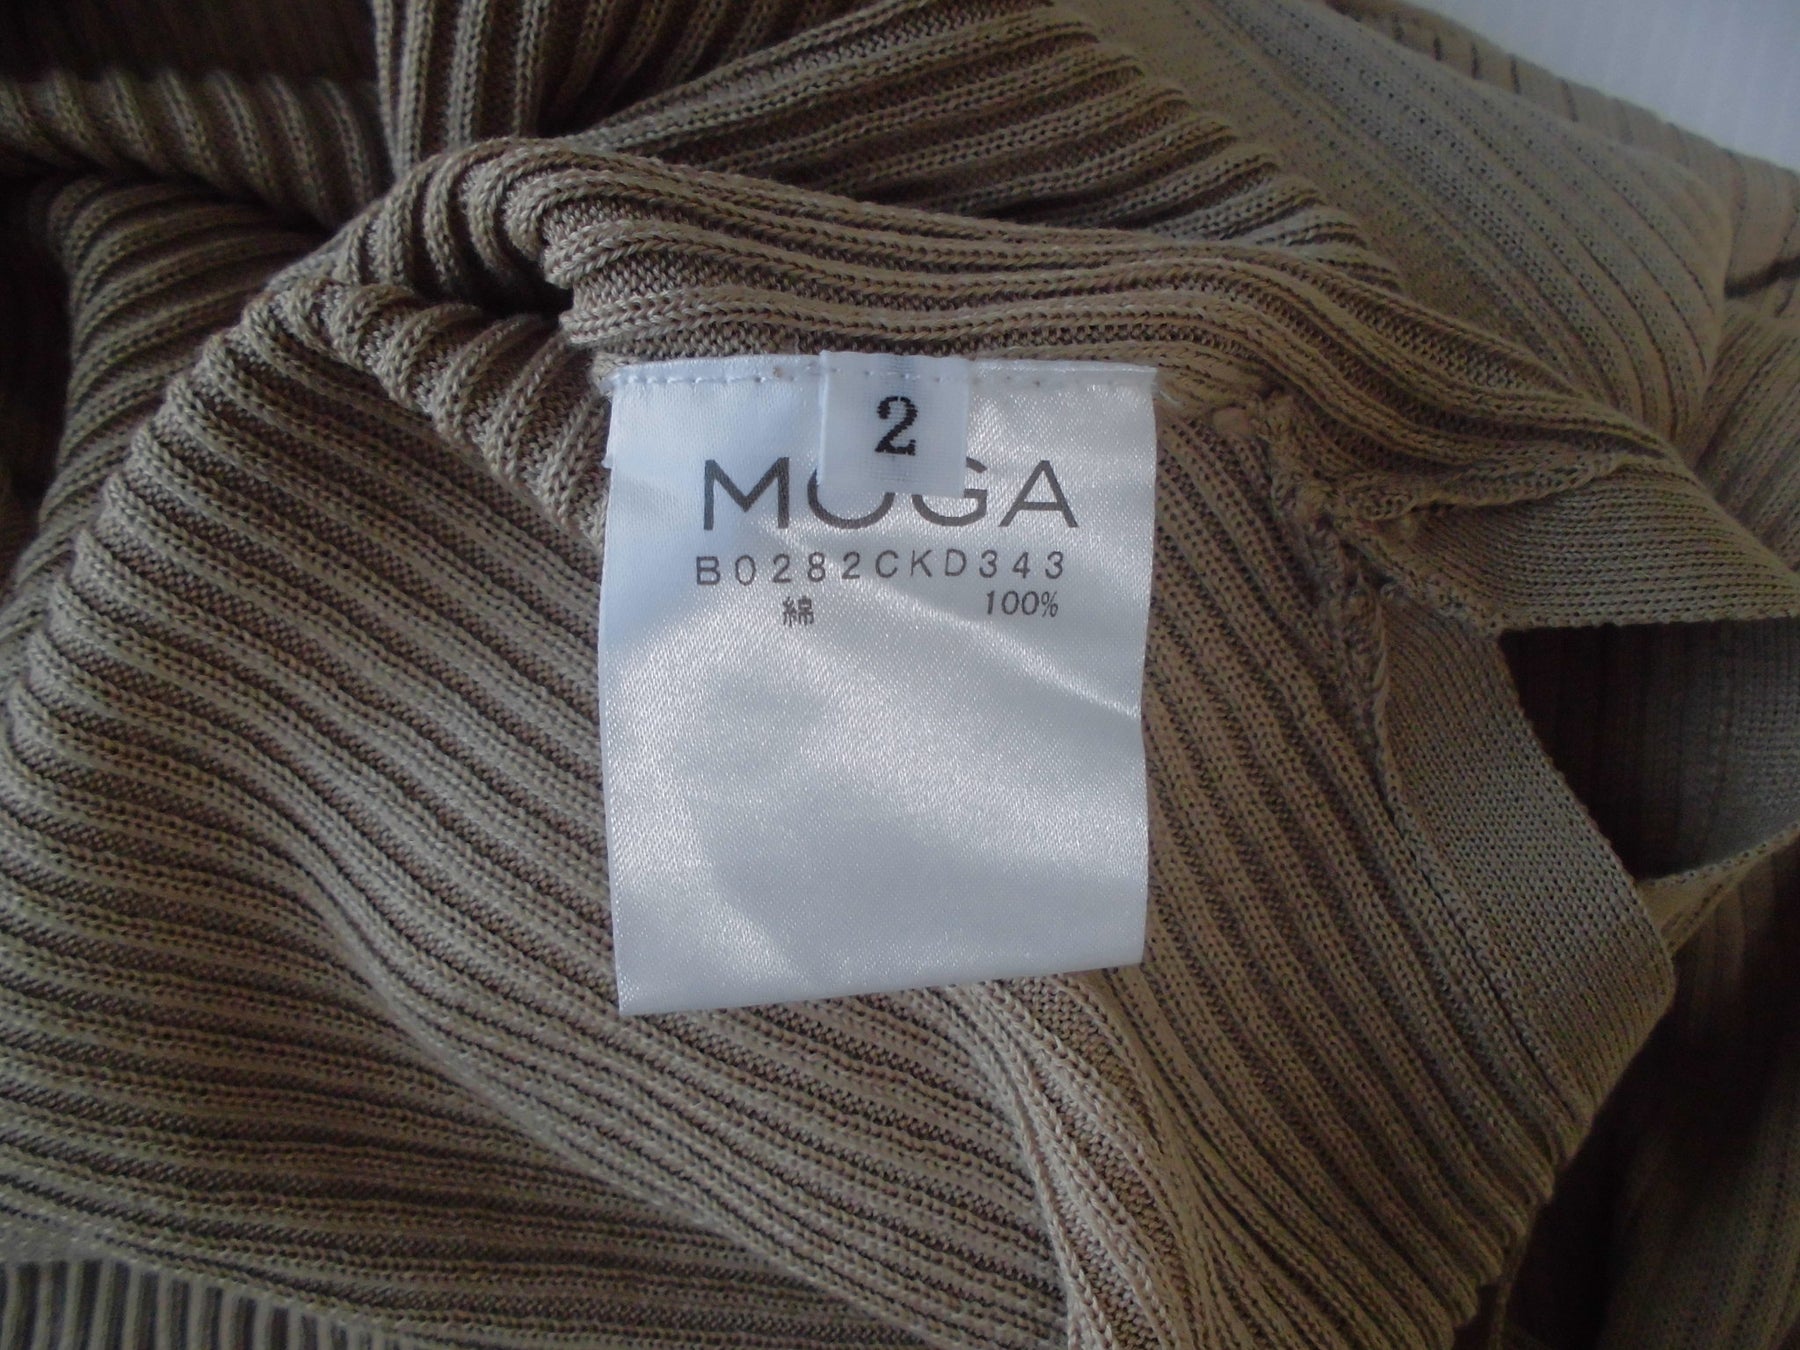 2
MOGA
B0282CKD343
綿 100%